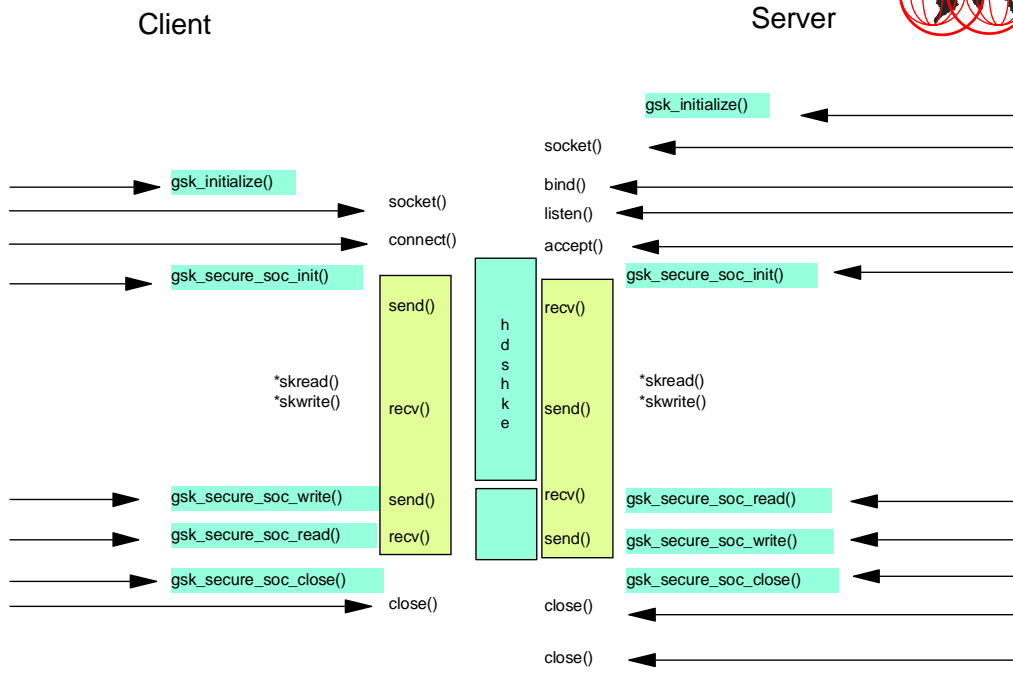 Client
Server
gsk_initialize()
socket()
gsk_initialize()
bind()
socket()
listen()
connect()
accept()
gsk_secure_soc_init()
gsk_secure_soc_init()
send()
recv()
h
d
s
h
k
e
*skread()
*skwrite()
*skread()
*skwrite()
recv()
send()
gsk_secure_soc_write()
send()
recv()
gsk_secure_soc_read()
gsk_secure_soc_read()
recv()
send()
gsk_secure_soc_write()
gsk_secure_soc_close()
gsk_secure_soc_close()
close()
close()
close()